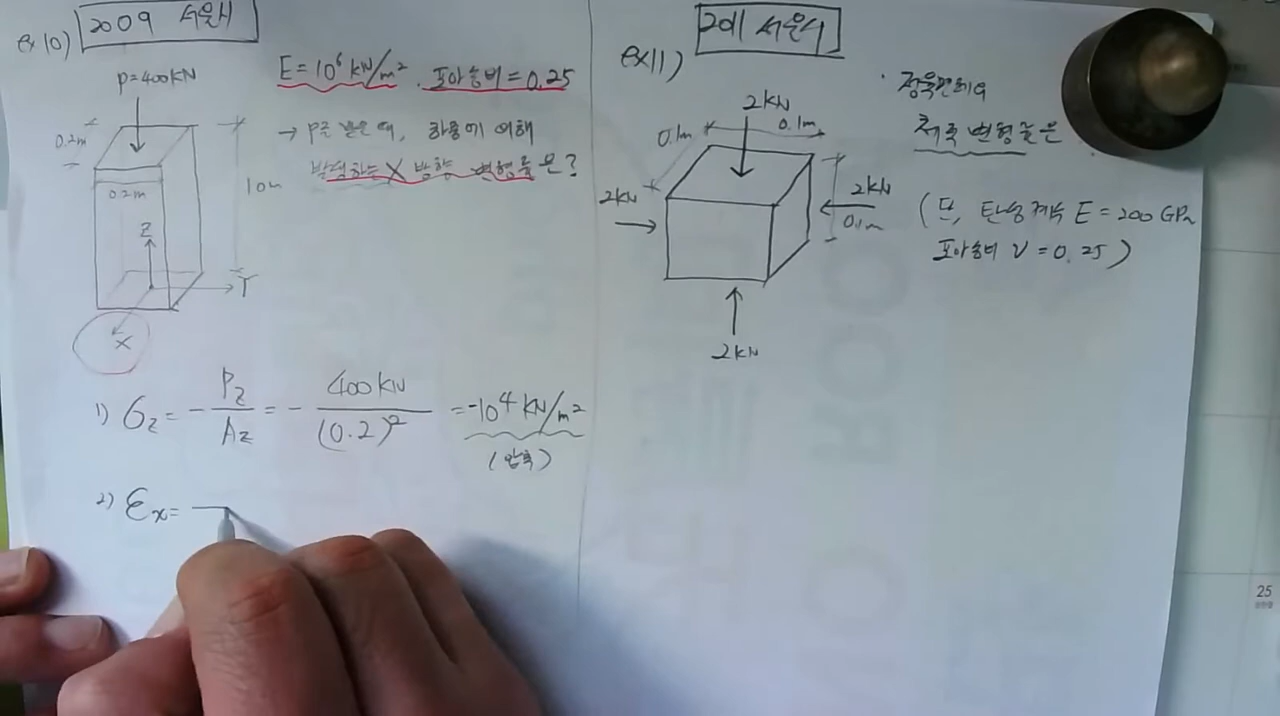 ex10) 2009 서울시
P=400KN
E=10⁶ kN/m². 포아송비=0.25
→ P로 받을 때, 하중에 의해
발생하는 X 방향 변형률은?
0.2m
0.2m
10m
Z
Y
X
1) σz = - Pz/Az = - 400KN/(0.2)² = -10⁴ KN/m²
(압축)
2) εx =
2011 서울시
ex11)
2KN
0.1m
0.1m
2KN
2KN
0.1m
2KN
· 정육면체의
체적변형률은
(단, 탄성계수 E=200 GPa
포아송비 ν=0.25)
25